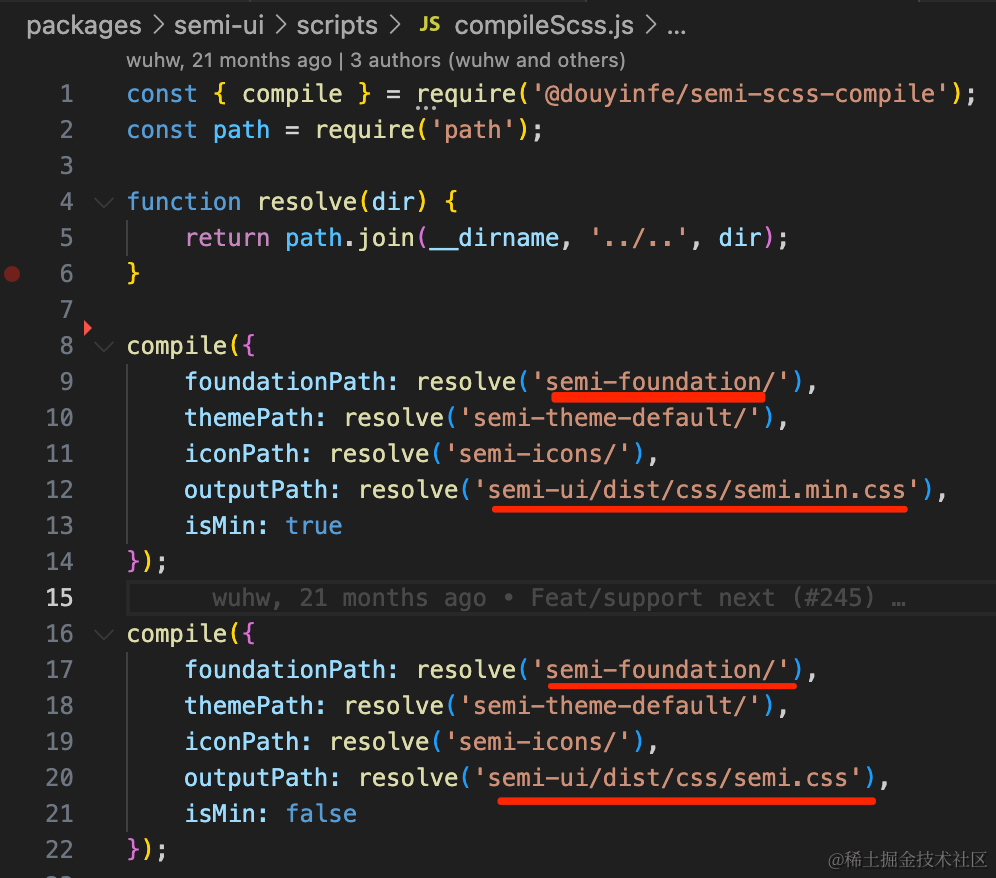 packages > semi-ui > scripts > JS compileScss.js > ...
wuhw, 21 months ago | 3 authors (wuhw and others)
1 const { compile } = require('@douyinfe/semi-scss-compile');
2 const path = require('path');
3
4 function resolve(dir) {
5     return path.join(__dirname, '../..', dir);
6 }
7
8 compile({
9     foundationPath: resolve('semi-foundation/'),
10     themePath: resolve('semi-theme-default/'),
11     iconPath: resolve('semi-icons/'),
12     outputPath: resolve('semi-ui/dist/css/semi.min.css'),
13     isMin: true
14 });
15     wuhw, 21 months ago • Feat/support next (#245) …
16 compile({
17     foundationPath: resolve('semi-foundation/'),
18     themePath: resolve('semi-theme-default/'),
19     iconPath: resolve('semi-icons/'),
20     outputPath: resolve('semi-ui/dist/css/semi.css'),
21     isMin: false
22 });
@稀土掘金技术社区